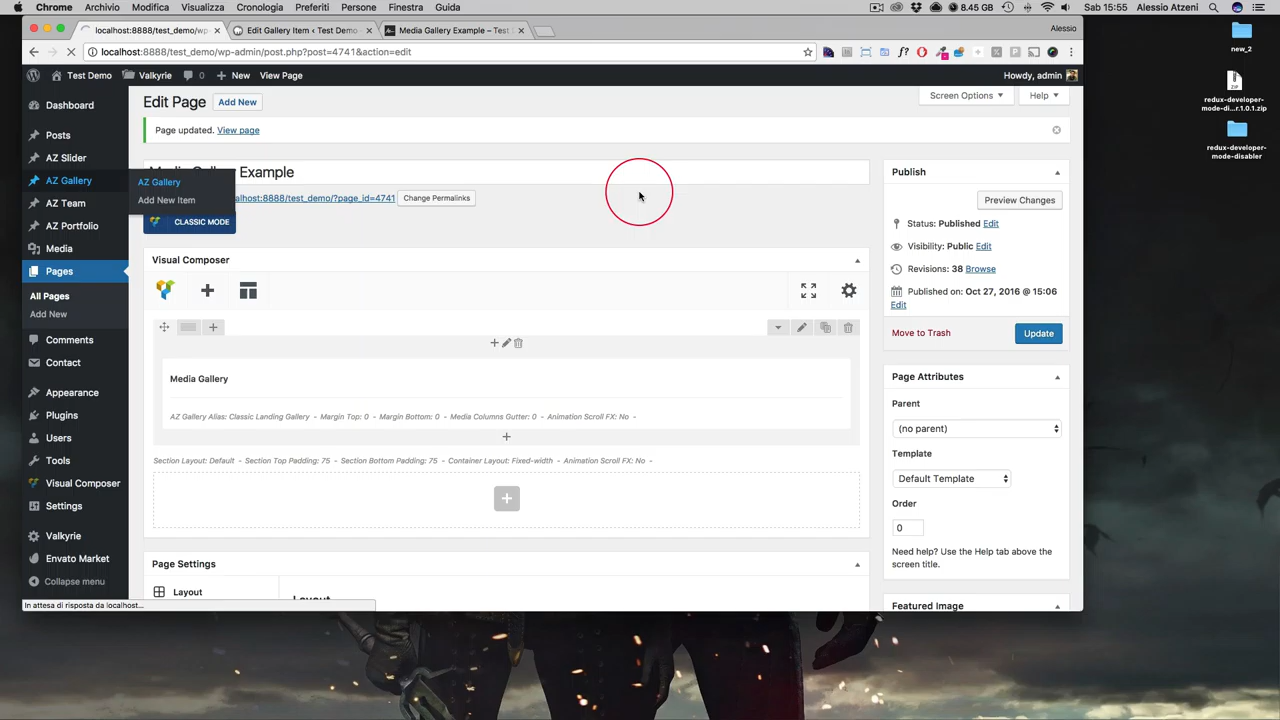 Chrome Archivio Modifica Visualizza Cronologia Preferiti Persone Finestra Guida 8.45 GB Sab 15:55 Alessio Atzeni
localhost:8888/test_demo/wp- Edit Gallery Item ‹ Test Demo Media Gallery Example – Test D Alessio
localhost:8888/test_demo/wp-admin/post.php?post=4741&action=edit
Test Demo Valkyrie 0 New View Page Howdy, admin
Dashboard
Posts
AZ Slider
AZ Gallery
AZ Gallery
Add New Item
AZ Team
AZ Portfolio
Media
Pages
All Pages
Add New
Comments
Contact
Appearance
Plugins
Users
Tools
Visual Composer
Settings
Valkyrie
Envato Market
Collapse menu
In attesa di risposta da localhost...
Edit Page Add New
Screen Options Help
Page updated. View page
Example
alhost:8888/test_demo/?page_id=4741 Change Permalinks
CLASSIC MODE
Visual Composer
Media Gallery
AZ Gallery Alias: Classic Landing Gallery - Margin Top: 0 - Margin Bottom: 0 - Media Columns Gutter: 0 - Animation Scroll FX: No -
Section Layout: Default - Section Top Padding: 75 - Section Bottom Padding: 75 - Container Layout: Fixed-width - Animation Scroll FX: No -
Page Settings
Layout
Publish
Preview Changes
Status: Published Edit
Visibility: Public Edit
Revisions: 38 Browse
Published on: Oct 27, 2016 @ 15:06
Edit
Move to Trash Update
Page Attributes
Parent
(no parent)
Template
Default Template
Order
0
Need help? Use the Help tab above the
screen title.
Featured Image
new_2
ZIP
redux-developer-
mode-di...r.1.0.1.zip
redux-developer-
mode-disabler